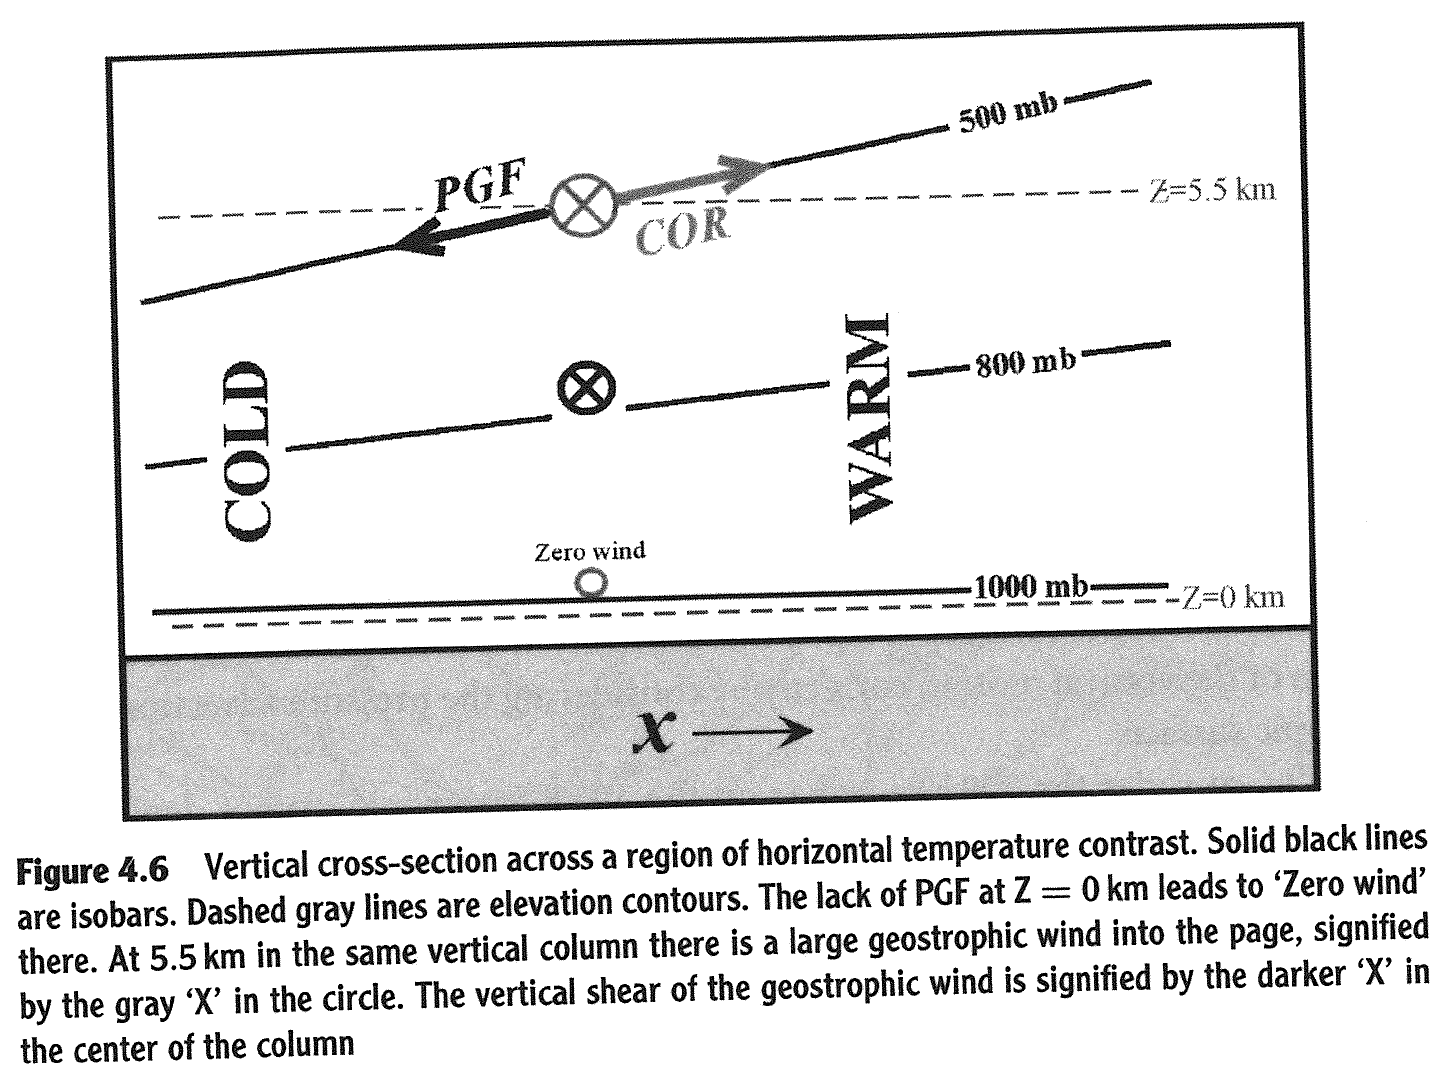 500 mb
PGF
Z=5.5 km
COR
COLD
WARM
800 mb
Zero wind
1000 mb
Z=0 km
x
Figure 4.6 Vertical cross-section across a region of horizontal temperature contrast. Solid black lines
are isobars. Dashed gray lines are elevation contours. The lack of PGF at Z = 0 km leads to ‘Zero wind’
there. At 5.5 km in the same vertical column there is a large geostrophic wind into the page, signified
by the gray ‘X’ in the circle. The vertical shear of the geostrophic wind is signified by the darker ‘X’ in
the center of the column